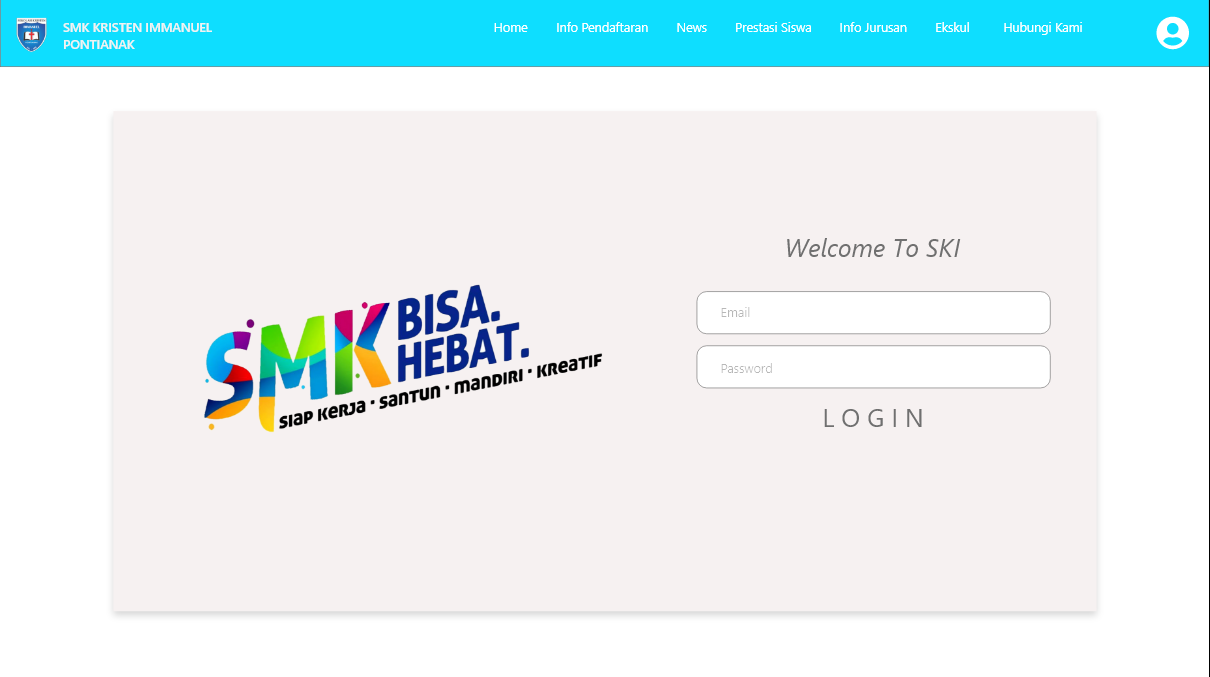 SMK KRISTEN IMMANUEL
PONTIANAK
Home
Info Pendaftaran
News
Prestasi Siswa
Info Jurusan
Ekskul
Hubungi Kami
SMK BISA.
HEBAT.
SIAP KERJA · SANTUN · MANDIRI · KREATIF
Welcome To SKI
Email
Password
LOGIN